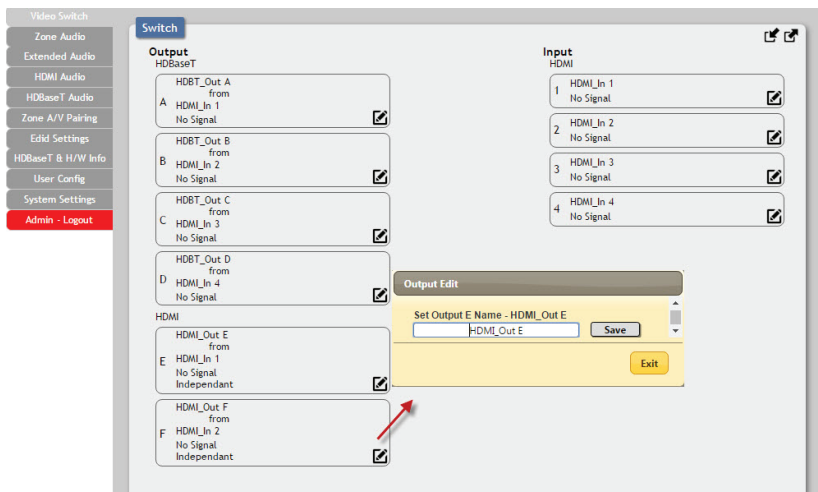 Video Switch
Zone Audio
Extended Audio
HDMI Audio
HDBaseT Audio
Zone A/V Pairing
Edid Settings
HDBaseT & H/W Info
User Config
System Settings
Admin - Logout
Switch
Output
HDBaseT
A
HDBT_Out A
from
HDMI_In 1
No Signal
B
HDBT_Out B
from
HDMI_In 2
No Signal
C
HDBT_Out C
from
HDMI_In 3
No Signal
D
HDBT_Out D
from
HDMI_In 4
No Signal
HDMI
E
HDMI_Out E
from
HDMI_In 1
No Signal
Independant
F
HDMI_Out F
from
HDMI_In 2
No Signal
Independant
Input
HDMI
1
HDMI_In 1
No Signal
2
HDMI_In 2
No Signal
3
HDMI_In 3
No Signal
4
HDMI_In 4
No Signal
Output Edit
Set Output E Name - HDMI_Out E
HDMI_Out E
Save
Exit